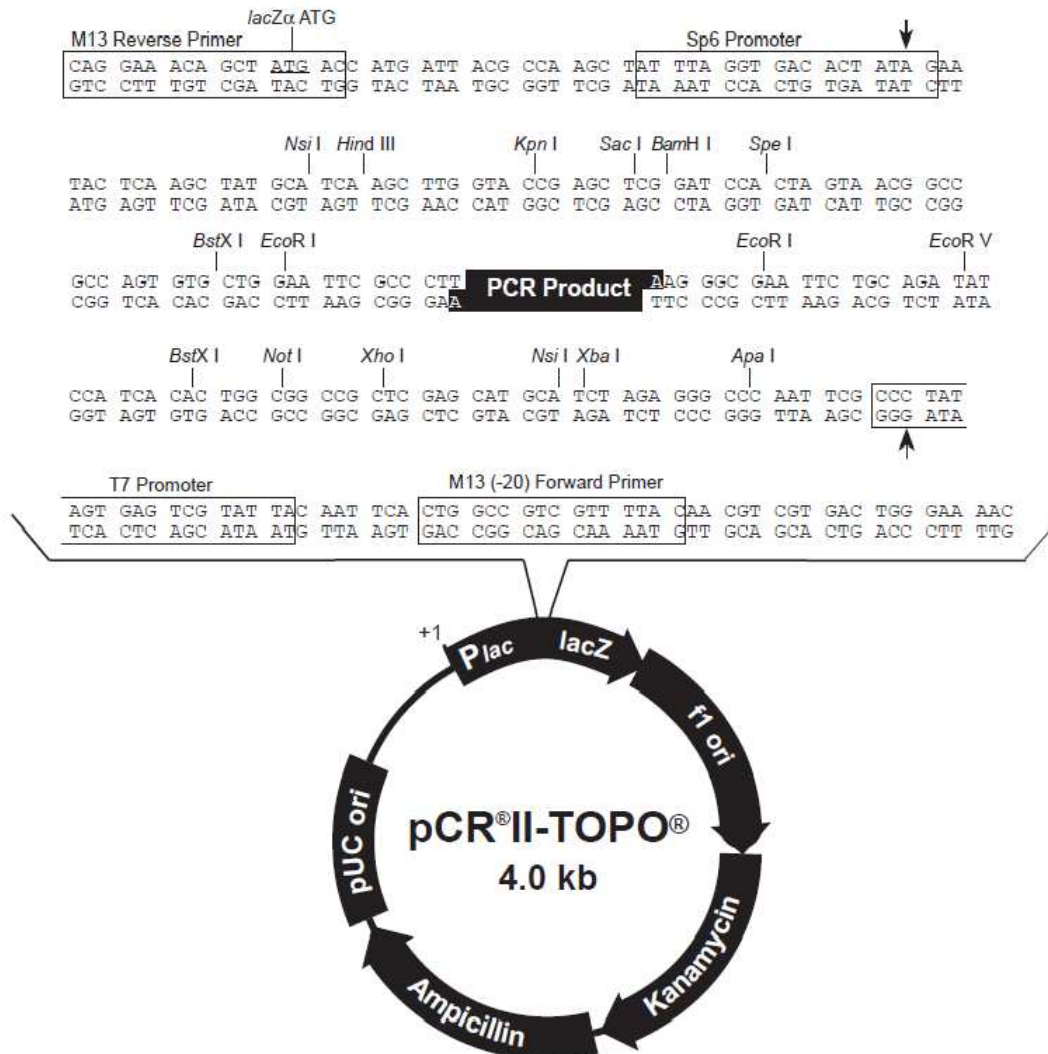 lacZα ATG
M13 Reverse Primer
Sp6 Promoter
CAG GAA ACA GCT ATG ACC ATG ATT ACG CCA AGC TAT TTA GGT GAC ACT ATA GAA
GTC CTT TGT CGA TAC TGG TAC TAA TGC GGT TCG ATA AAT CCA CTG TGA TAT CTT
Nsi I Hind III Kpn I Sac I BamH I Spe I
TAC TCA AGC TAT GCA TCA AGC TTG GTA CCG AGC TCG GAT CCA CTA GTA ACG GCC
ATG AGT TCG ATA CGT AGT TCG AAC CAT GGC TCG AGC CTA GGT GAT CAT TGC CGG
BstX I EcoR I EcoR I EcoR V
GCC AGT GTG CTG GAA TTC GCC CTT PCR Product AAG GGC GAA TTC TGC AGA TAT
CGG TCA CAC GAC CTT AAG CGG GAA TTC CCG CTT AAG ACG TCT ATA
BstX I Not I Xho I Nsi I Xba I Apa I
CCA TCA CAC TGG CGG CCG CTC GAG CAT GCA TCT AGA GGG CCC AAT TCG CCC TAT
GGT AGT GTG ACC GCC GGC GAG CTC GTA CGT AGA TCT CCC GGG TTA AGC GGG ATA
T7 Promoter
M13 (-20) Forward Primer
AGT GAG TCG TAT TAC AAT TCA CTG GCC GTC GTT TTA CAA CGT CGT GAC TGG GAA AAC
TCA CTC AGC ATA ATG TTA AGT GAC CGG CAG CAA AAT GTT GCA GCA CTG ACC CTT TTG
+1
Plac
lacZ
f1 ori
pUC ori
pCR®II-TOPO®
4.0 kb
Kanamycin
Ampicillin